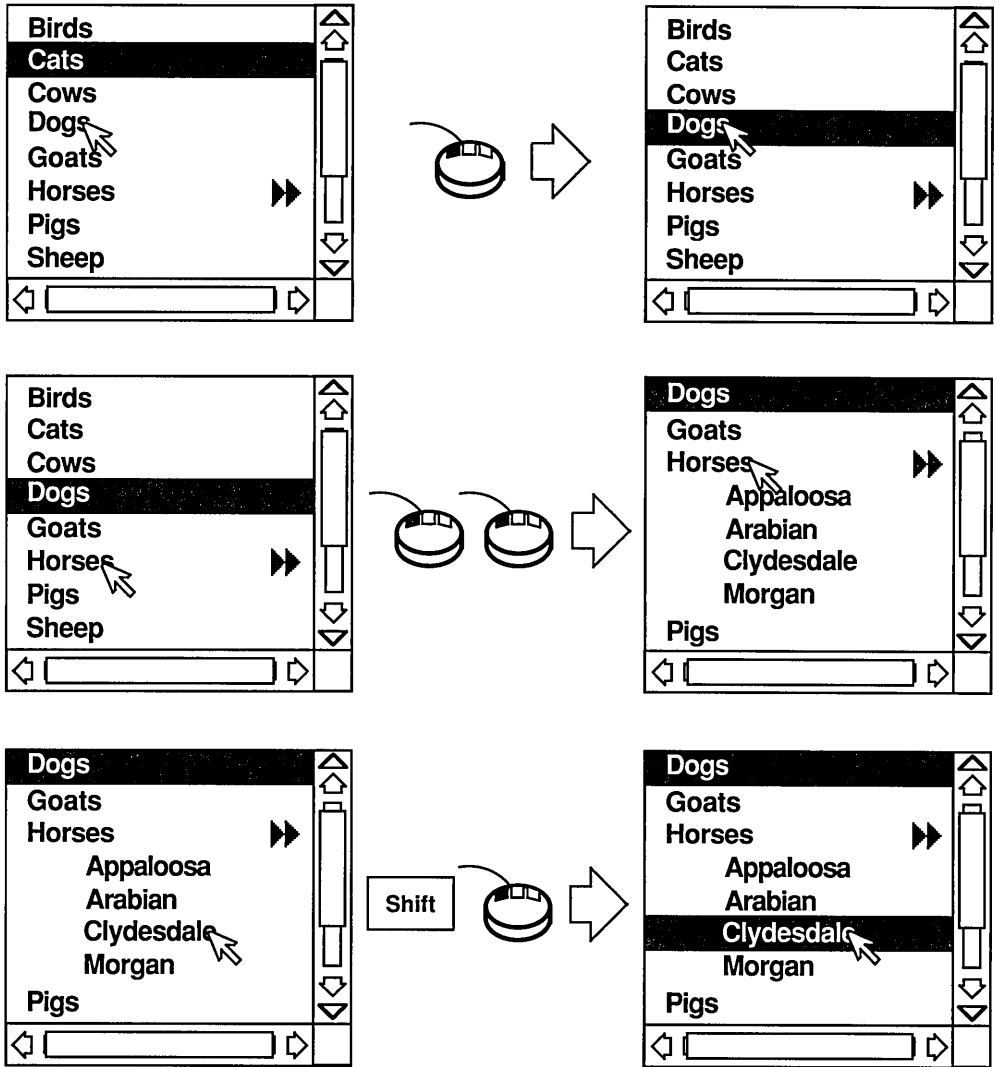 Birds
Cats
Cows
Dogs
Goats
Horses
Pigs
Sheep
Birds
Cats
Cows
Dogs
Goats
Horses
Pigs
Sheep
Birds
Cats
Cows
Dogs
Goats
Horses
Pigs
Sheep
Dogs
Goats
Horses
Appaloosa
Arabian
Clydesdale
Morgan
Pigs
Dogs
Goats
Horses
Appaloosa
Arabian
Clydesdale
Morgan
Pigs
Shift
Dogs
Goats
Horses
Appaloosa
Arabian
Clydesdale
Morgan
Pigs